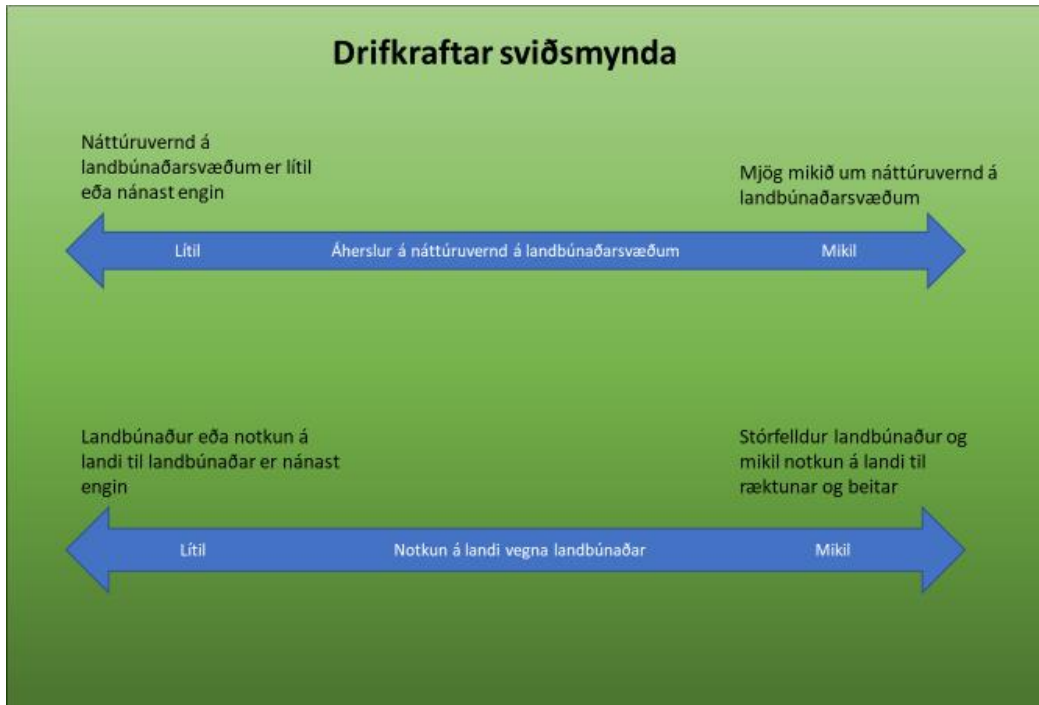 Drifkraftar sviðsmynda
Náttúruvernd á
landbúnaðarsvæðum er lítil
eða nánast engin
Mjög mikið um náttúruvernd á
landbúnaðarsvæðum
Lítil
Áherslur á náttúruvernd á landbúnaðarsvæðum
Mikil
Landbúnaður eða notkun á
landi til landbúnaðar er nánast
engin
Stórfelldur landbúnaður og
mikil notkun á landi til
ræktunar og beitar
Lítil
Notkun á landi vegna landbúnaðar
Mikil